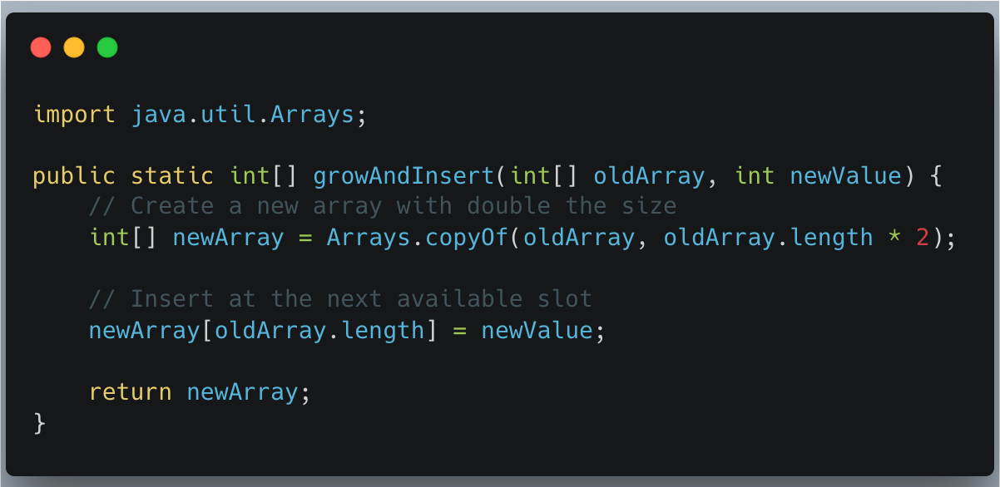 import java.util.Arrays;
public static int[] growAndInsert(int[] oldArray, int newValue) {
    // Create a new array with double the size
    int[] newArray = Arrays.copyOf(oldArray, oldArray.length * 2);
    // Insert at the next available slot
    newArray[oldArray.length] = newValue;
    return newArray;
}